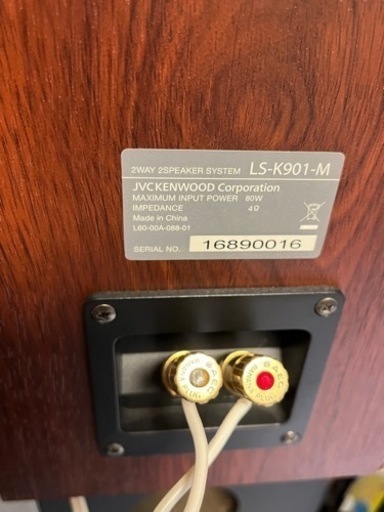 2WAY 2SPEAKER SYSTEM LS-K901-M
JVCKENWOOD Corporation
MAXIMUM INPUT POWER 80W
IMPEDANCE 4Ω
Made in China
L60-00A-088-01
SERIAL NO. 16890016